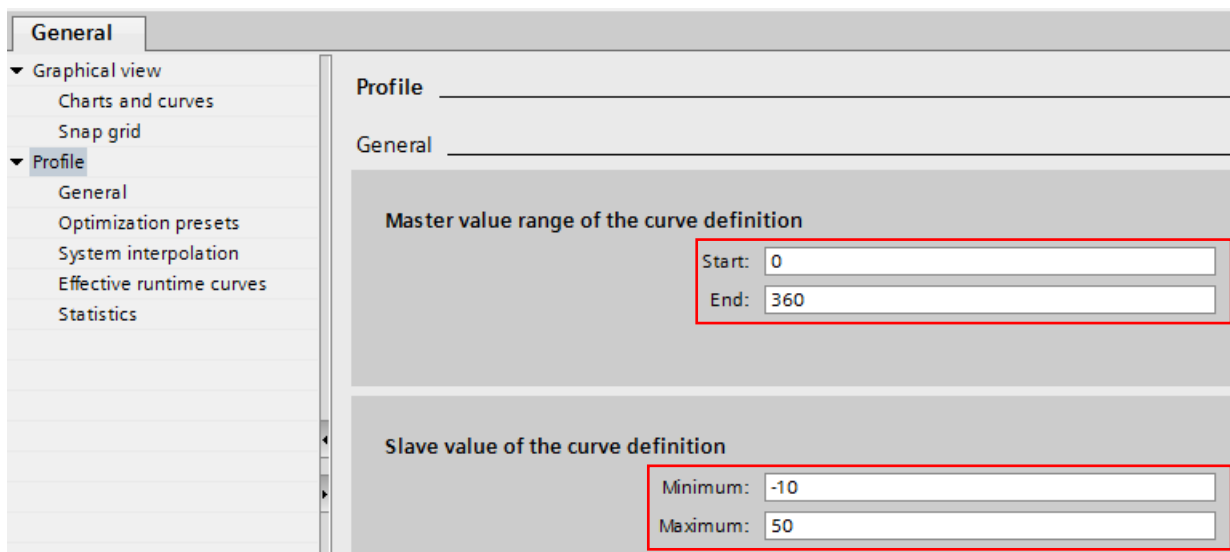 General
Graphical view
Charts and curves
Snap grid
Profile
General
Optimization presets
System interpolation
Effective runtime curves
Statistics
Profile
General
Master value range of the curve definition
Start: 0
End: 360
Slave value of the curve definition
Minimum: -10
Maximum: 50